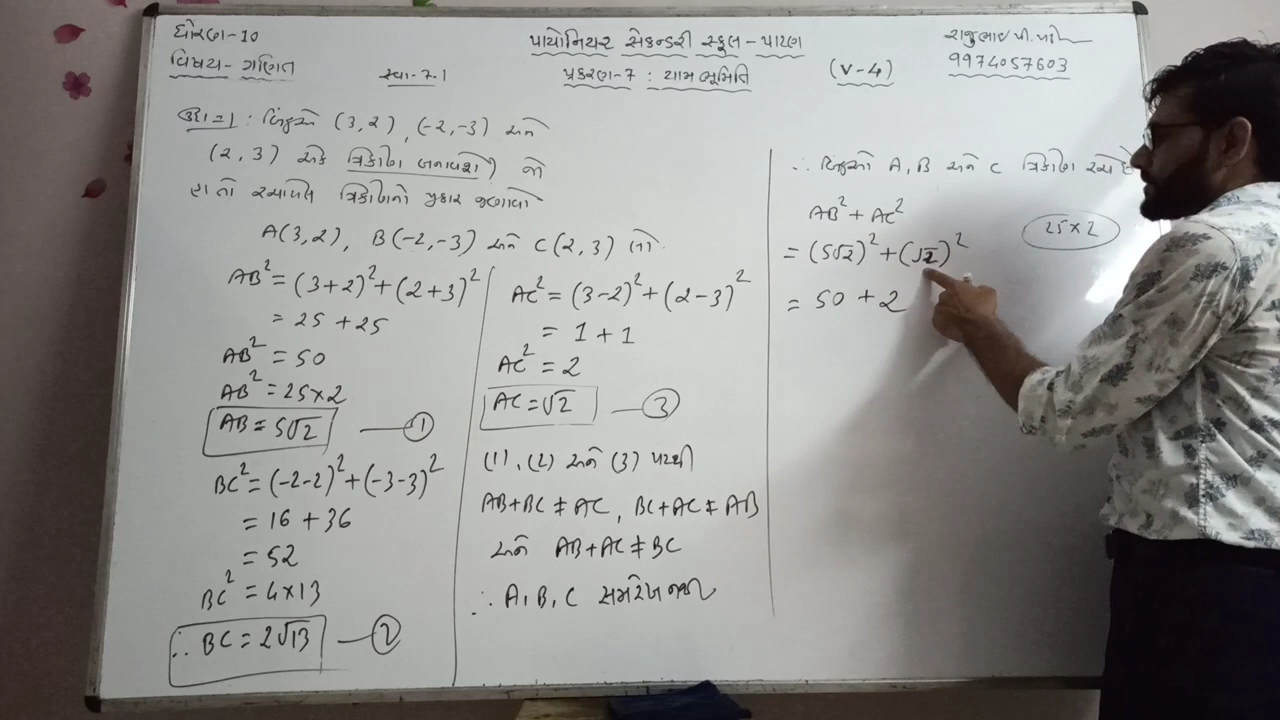 ધોરણ-10
વિષય-ગણિત
સ્વા-7.1
પાયોનિયર સેકન્ડરી સ્કૂલ-પાટણ
પ્રકરણ-7 : યામ ભૂમિતિ
(V-4)
રાજુભાઇ પી.
9974057603
: બિંદુઓ (3,2), (-2,-3) અને
(2,3) એક ત્રિકોણ બનાવશે? જો
હા તો ત્રિકોણનો પ્રકાર જણાવો
A(3,2), B(-2,-3) અને C(2,3) તો.
AB² = (3+2)² + (2+3)²
= 25 + 25
AB² = 50
AB² = 25×2
AB = 5√2 — ①
BC² = (-2-2)² + (-3-3)²
= 16 + 36
= 52
BC² = 4×13
∴ BC = 2√13 — ②
AC² = (3-2)² + (2-3)²
= 1 + 1
AC² = 2
AC = √2 — ③
(1), (2) અને (3) પરથી
AB+BC ≠ AC, BC+AC ≠ AB
અને AB+AC ≠ BC
∴ A, B, C સમરેખ નથી
∴ બિંદુઓ A, B અને C ત્રિકોણ રચે છે
AB² + AC²
= (5√2)² + (√2)²
25×2
= 50 + 2